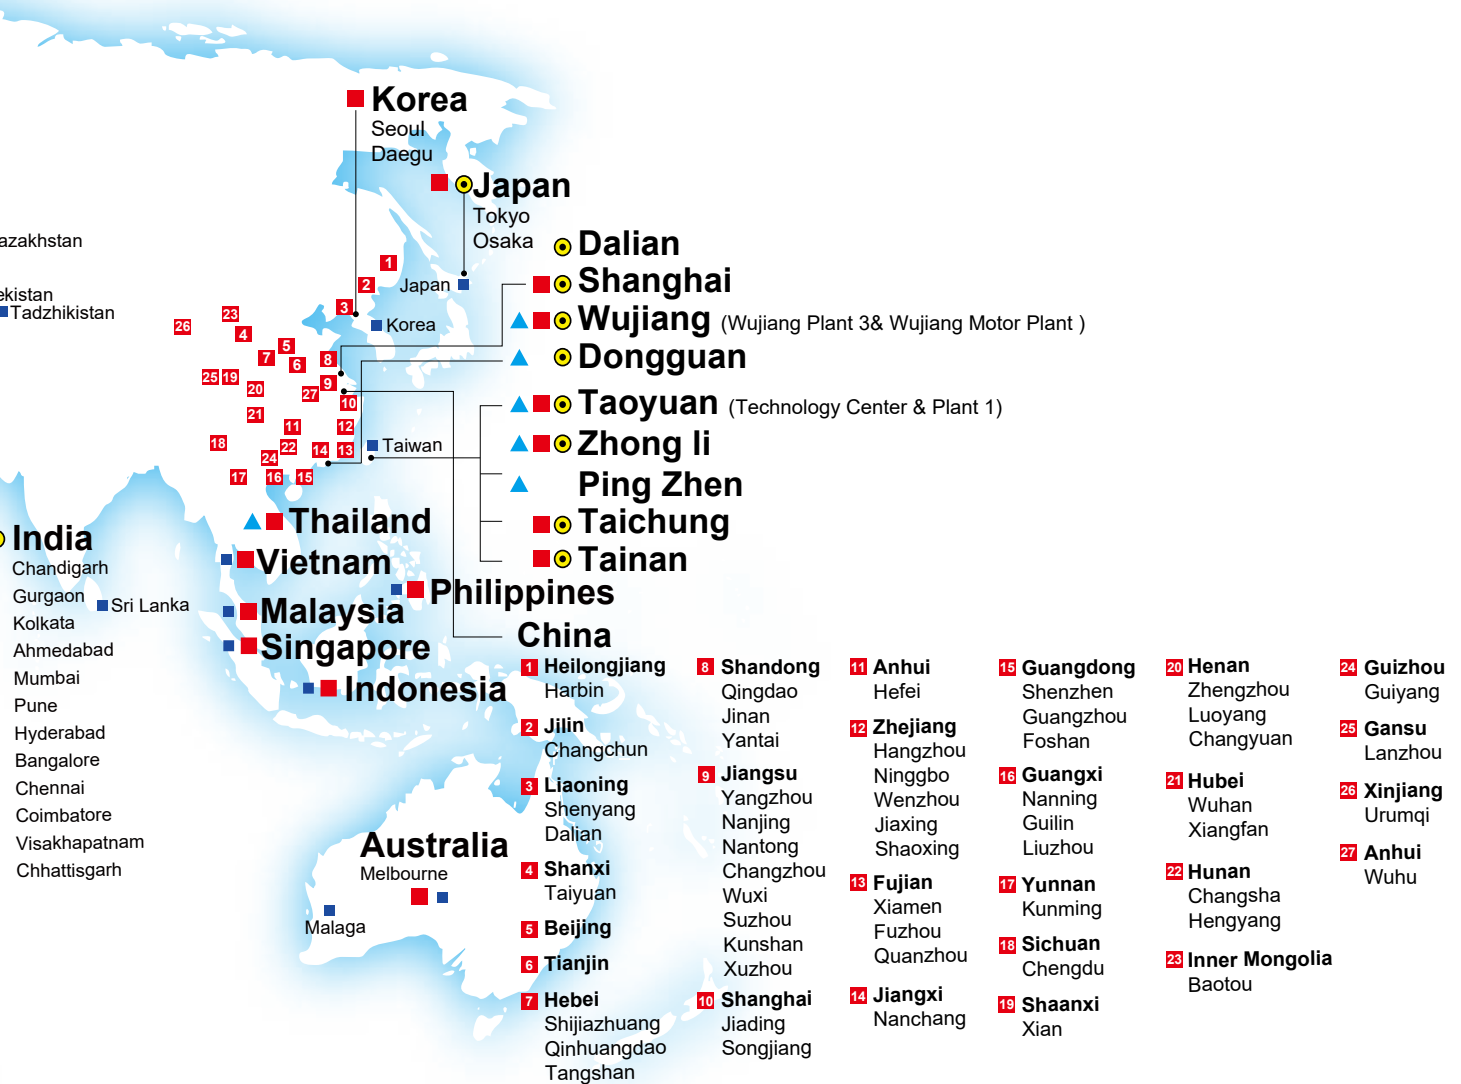 Korea
Seoul
Daegu
Japan
Tokyo
Osaka
azakhstan
ekistan
Tadzhikistan
Japan
Korea
Taiwan
1
2
3
26
23
4
5
7
6
8
25 19
20
9
27
10
21
11
12
18
22
14
13
24
17
16
15
Dalian
Shanghai
Wujiang (Wujiang Plant 3& Wujiang Motor Plant )
Dongguan
Taoyuan (Technology Center & Plant 1)
Zhong li
Ping Zhen
Taichung
Tainan
Thailand
Vietnam
Philippines
Malaysia
Singapore
Indonesia
India
Chandigarh
Gurgaon
Kolkata
Ahmedabad
Mumbai
Pune
Hyderabad
Bangalore
Chennai
Coimbatore
Visakhapatnam
Chhattisgarh
Sri Lanka
Australia
Melbourne
Malaga
China
1 Heilongjiang
Harbin
2 Jilin
Changchun
3 Liaoning
Shenyang
Dalian
4 Shanxi
Taiyuan
5 Beijing
6 Tianjin
7 Hebei
Shijiazhuang
Qinhuangdao
Tangshan
8 Shandong
Qingdao
Jinan
Yantai
9 Jiangsu
Yangzhou
Nanjing
Nantong
Changzhou
Wuxi
Suzhou
Kunshan
Xuzhou
10 Shanghai
Jiading
Songjiang
11 Anhui
Hefei
12 Zhejiang
Hangzhou
Ninggbo
Wenzhou
Jiaxing
Shaoxing
13 Fujian
Xiamen
Fuzhou
Quanzhou
14 Jiangxi
Nanchang
15 Guangdong
Shenzhen
Guangzhou
Foshan
16 Guangxi
Nanning
Guilin
Liuzhou
17 Yunnan
Kunming
18 Sichuan
Chengdu
19 Shaanxi
Xian
20 Henan
Zhengzhou
Luoyang
Changyuan
21 Hubei
Wuhan
Xiangfan
22 Hunan
Changsha
Hengyang
23 Inner Mongolia
Baotou
24 Guizhou
Guiyang
25 Gansu
Lanzhou
26 Xinjiang
Urumqi
27 Anhui
Wuhu